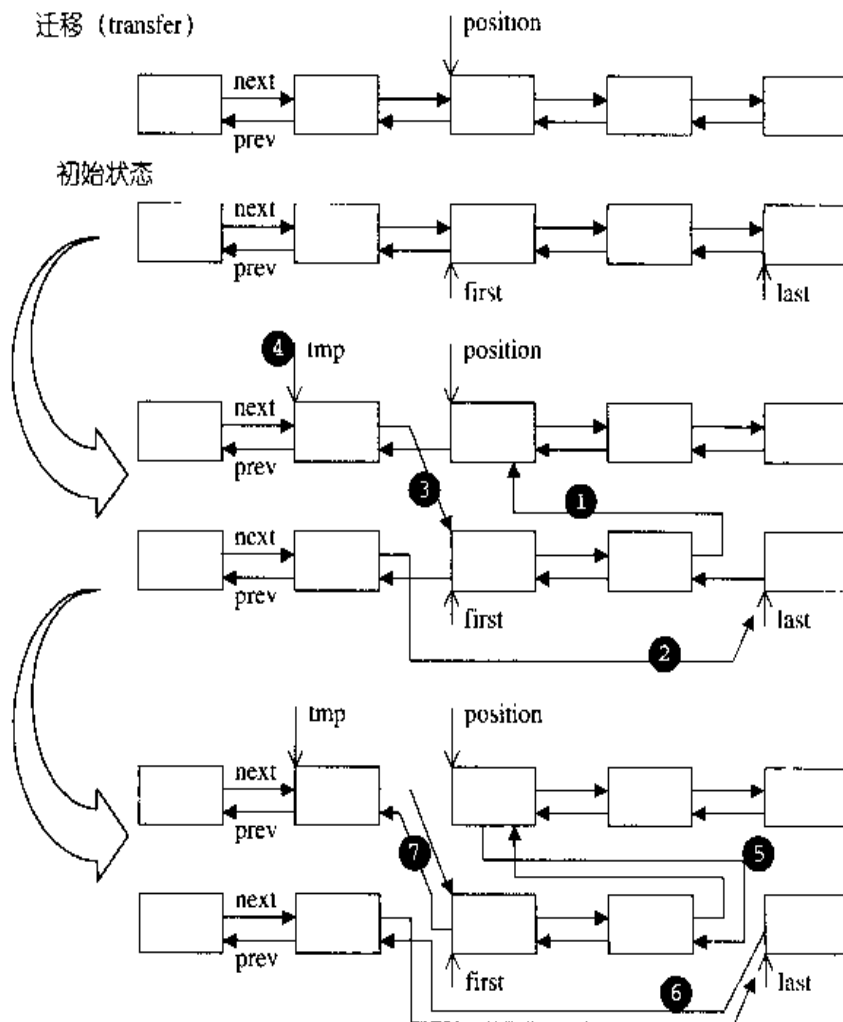 迁移 (transfer)
position
next
prev
初始状态
next
prev
first
last
4 tmp
position
next
prev
3
1
next
prev
first
last
2
tmp
position
next
prev
7
5
next
prev
first
last
6